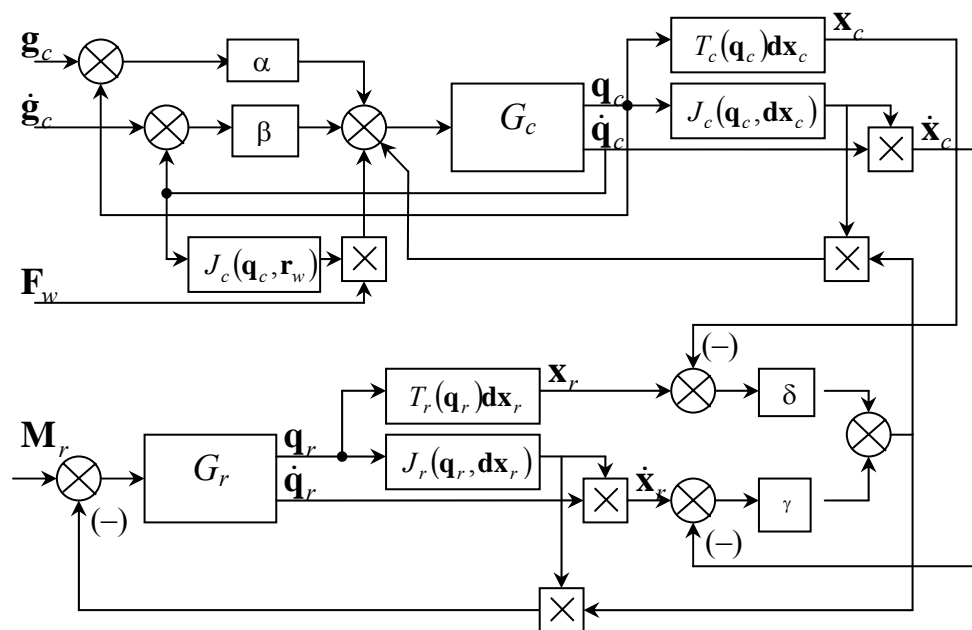 𝐠_c
α
T_c(𝐪_c)𝐝𝐱_c
𝐱_c
𝐠̇_c
β
G_c
𝐪_c
𝐪̇_c
J_c(𝐪_c, 𝐝𝐱_c)
×
𝐱̇_c
J_c(𝐪_c, 𝐫_w)
×
×
𝐅_w
(−)
𝐌_r
(−)
G_r
𝐪_r
𝐪̇_r
T_r(𝐪_r)𝐝𝐱_r
𝐱_r
δ
J_r(𝐪_r, 𝐝𝐱_r)
×
𝐱̇_r
γ
(−)
×